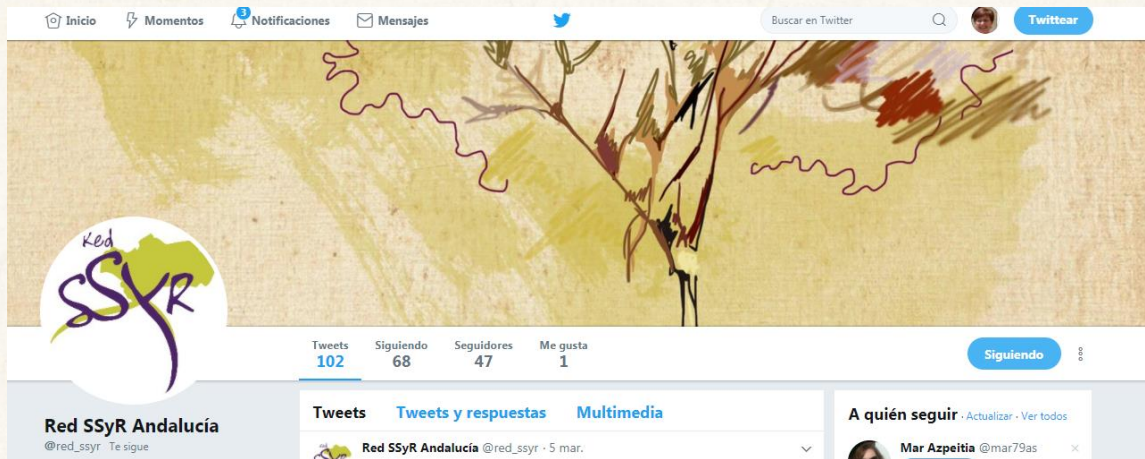 Inicio Momentos 3 Notificaciones Mensajes Buscar en Twitter Twittear
Red
SSYR
Tweets Siguiendo Seguidores Me gusta
102 68 47 1
Siguiendo
Red SSyR Andalucía
@red_ssyr Te sigue
Tweets Tweets y respuestas Multimedia
Red SSyR Andalucía @red_ssyr · 5 mar.
A quién seguir · Actualizar · Ver todos
Mar Azpeitia @mar79as